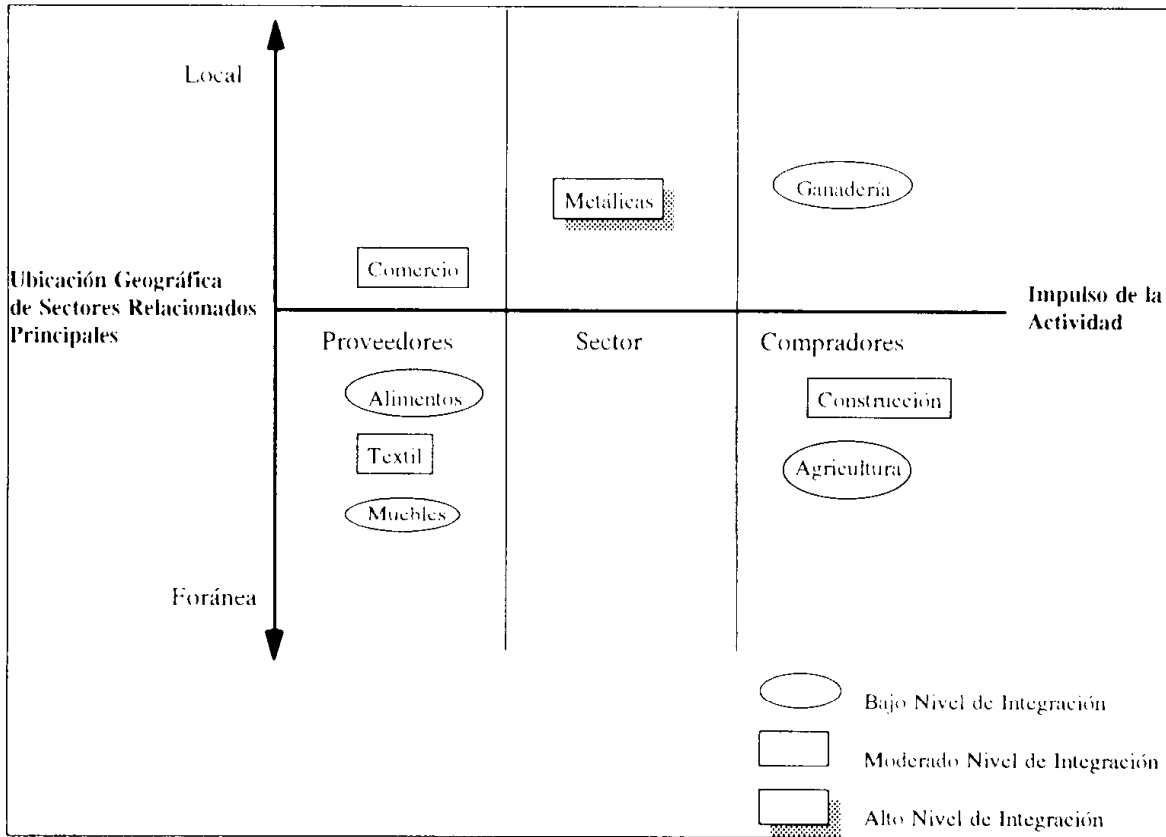 Local
Metálicas
Ganadería
Comercio
Ubicación Geográfica
de Sectores Relacionados
Principales
Impulso de la
Actividad
Proveedores
Sector
Compradores
Alimentos
Construcción
Textil
Agricultura
Muebles
Foránea
Bajo Nivel de Integración
Moderado Nivel de Integración
Alto Nivel de Integración